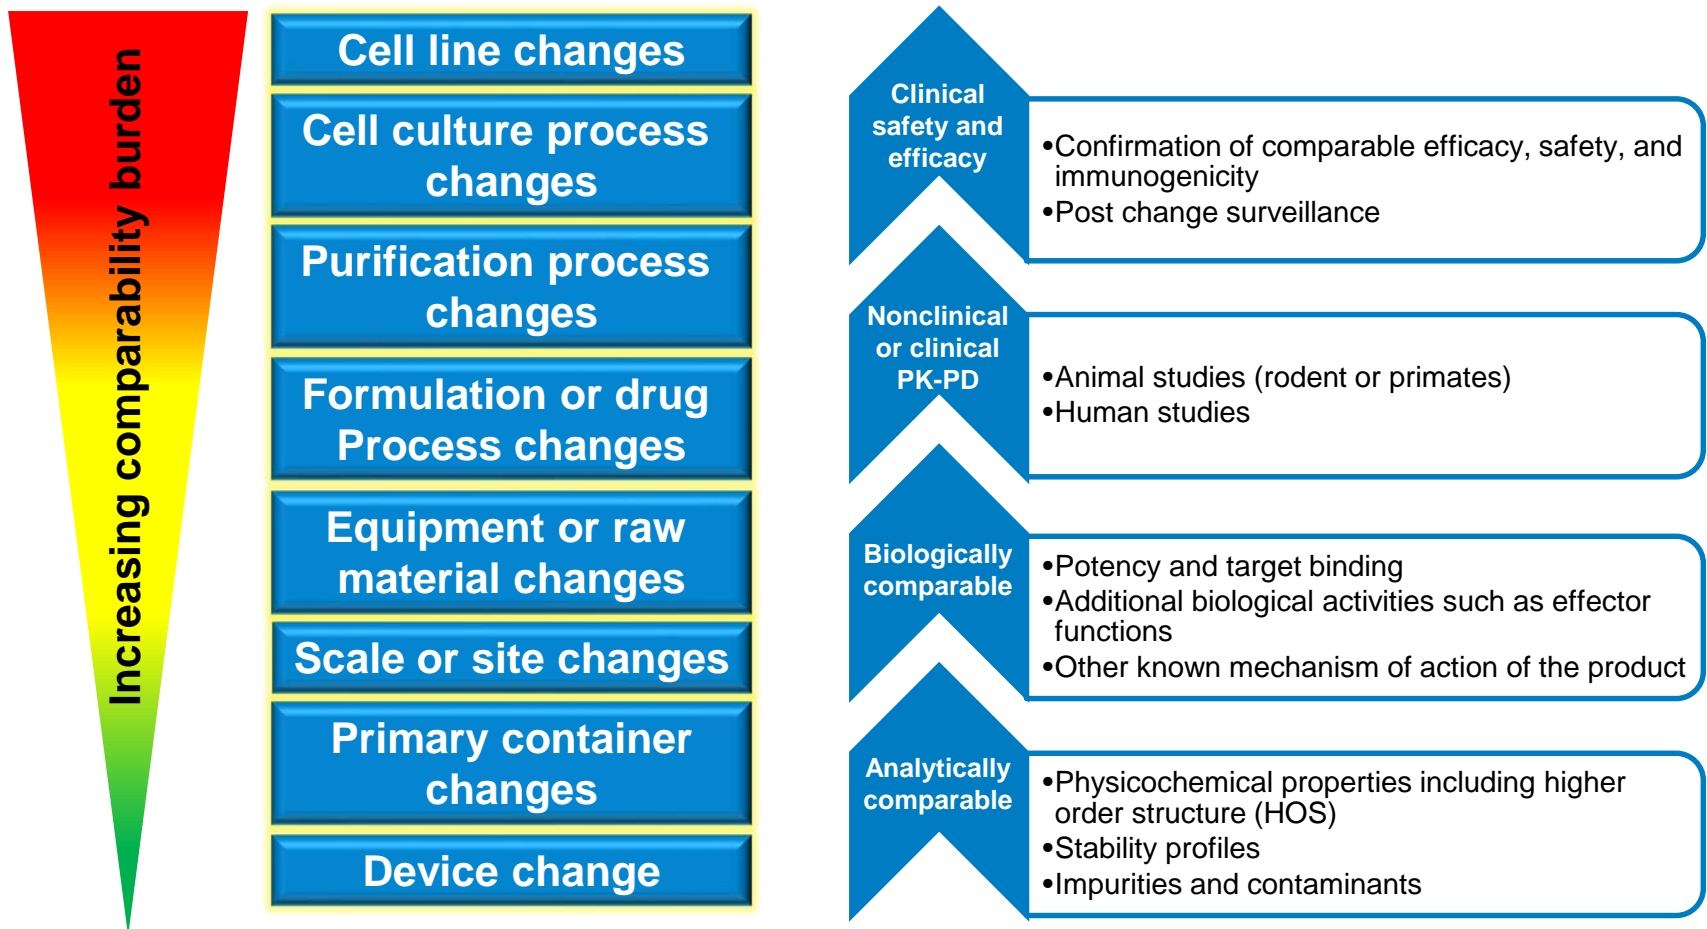 Increasing comparability burden
Cell line changes
Cell culture process
changes
Purification process
changes
Formulation or drug
Process changes
Equipment or raw
material changes
Scale or site changes
Primary container
changes
Device change
Clinical
safety and
efficacy
•Confirmation of comparable efficacy, safety, and
immunogenicity
•Post change surveillance
Nonclinical
or clinical
PK-PD
•Animal studies (rodent or primates)
•Human studies
Biologically
comparable
•Potency and target binding
•Additional biological activities such as effector
functions
•Other known mechanism of action of the product
Analytically
comparable
•Physicochemical properties including higher
order structure (HOS)
•Stability profiles
•Impurities and contaminants